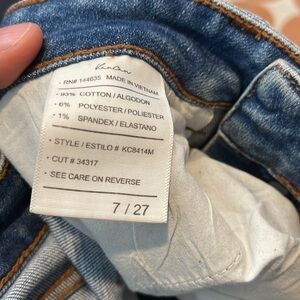 KanCan
• RN# 144635 MADE IN VIETNAM
• 93% COTTON / ALGODON
• 6% POLYESTER / POLIESTER
• 1% SPANDEX / ELASTANO
• STYLE / ESTILO # KC8414M
• CUT # 34317
• SEE CARE ON REVERSE
7 / 27